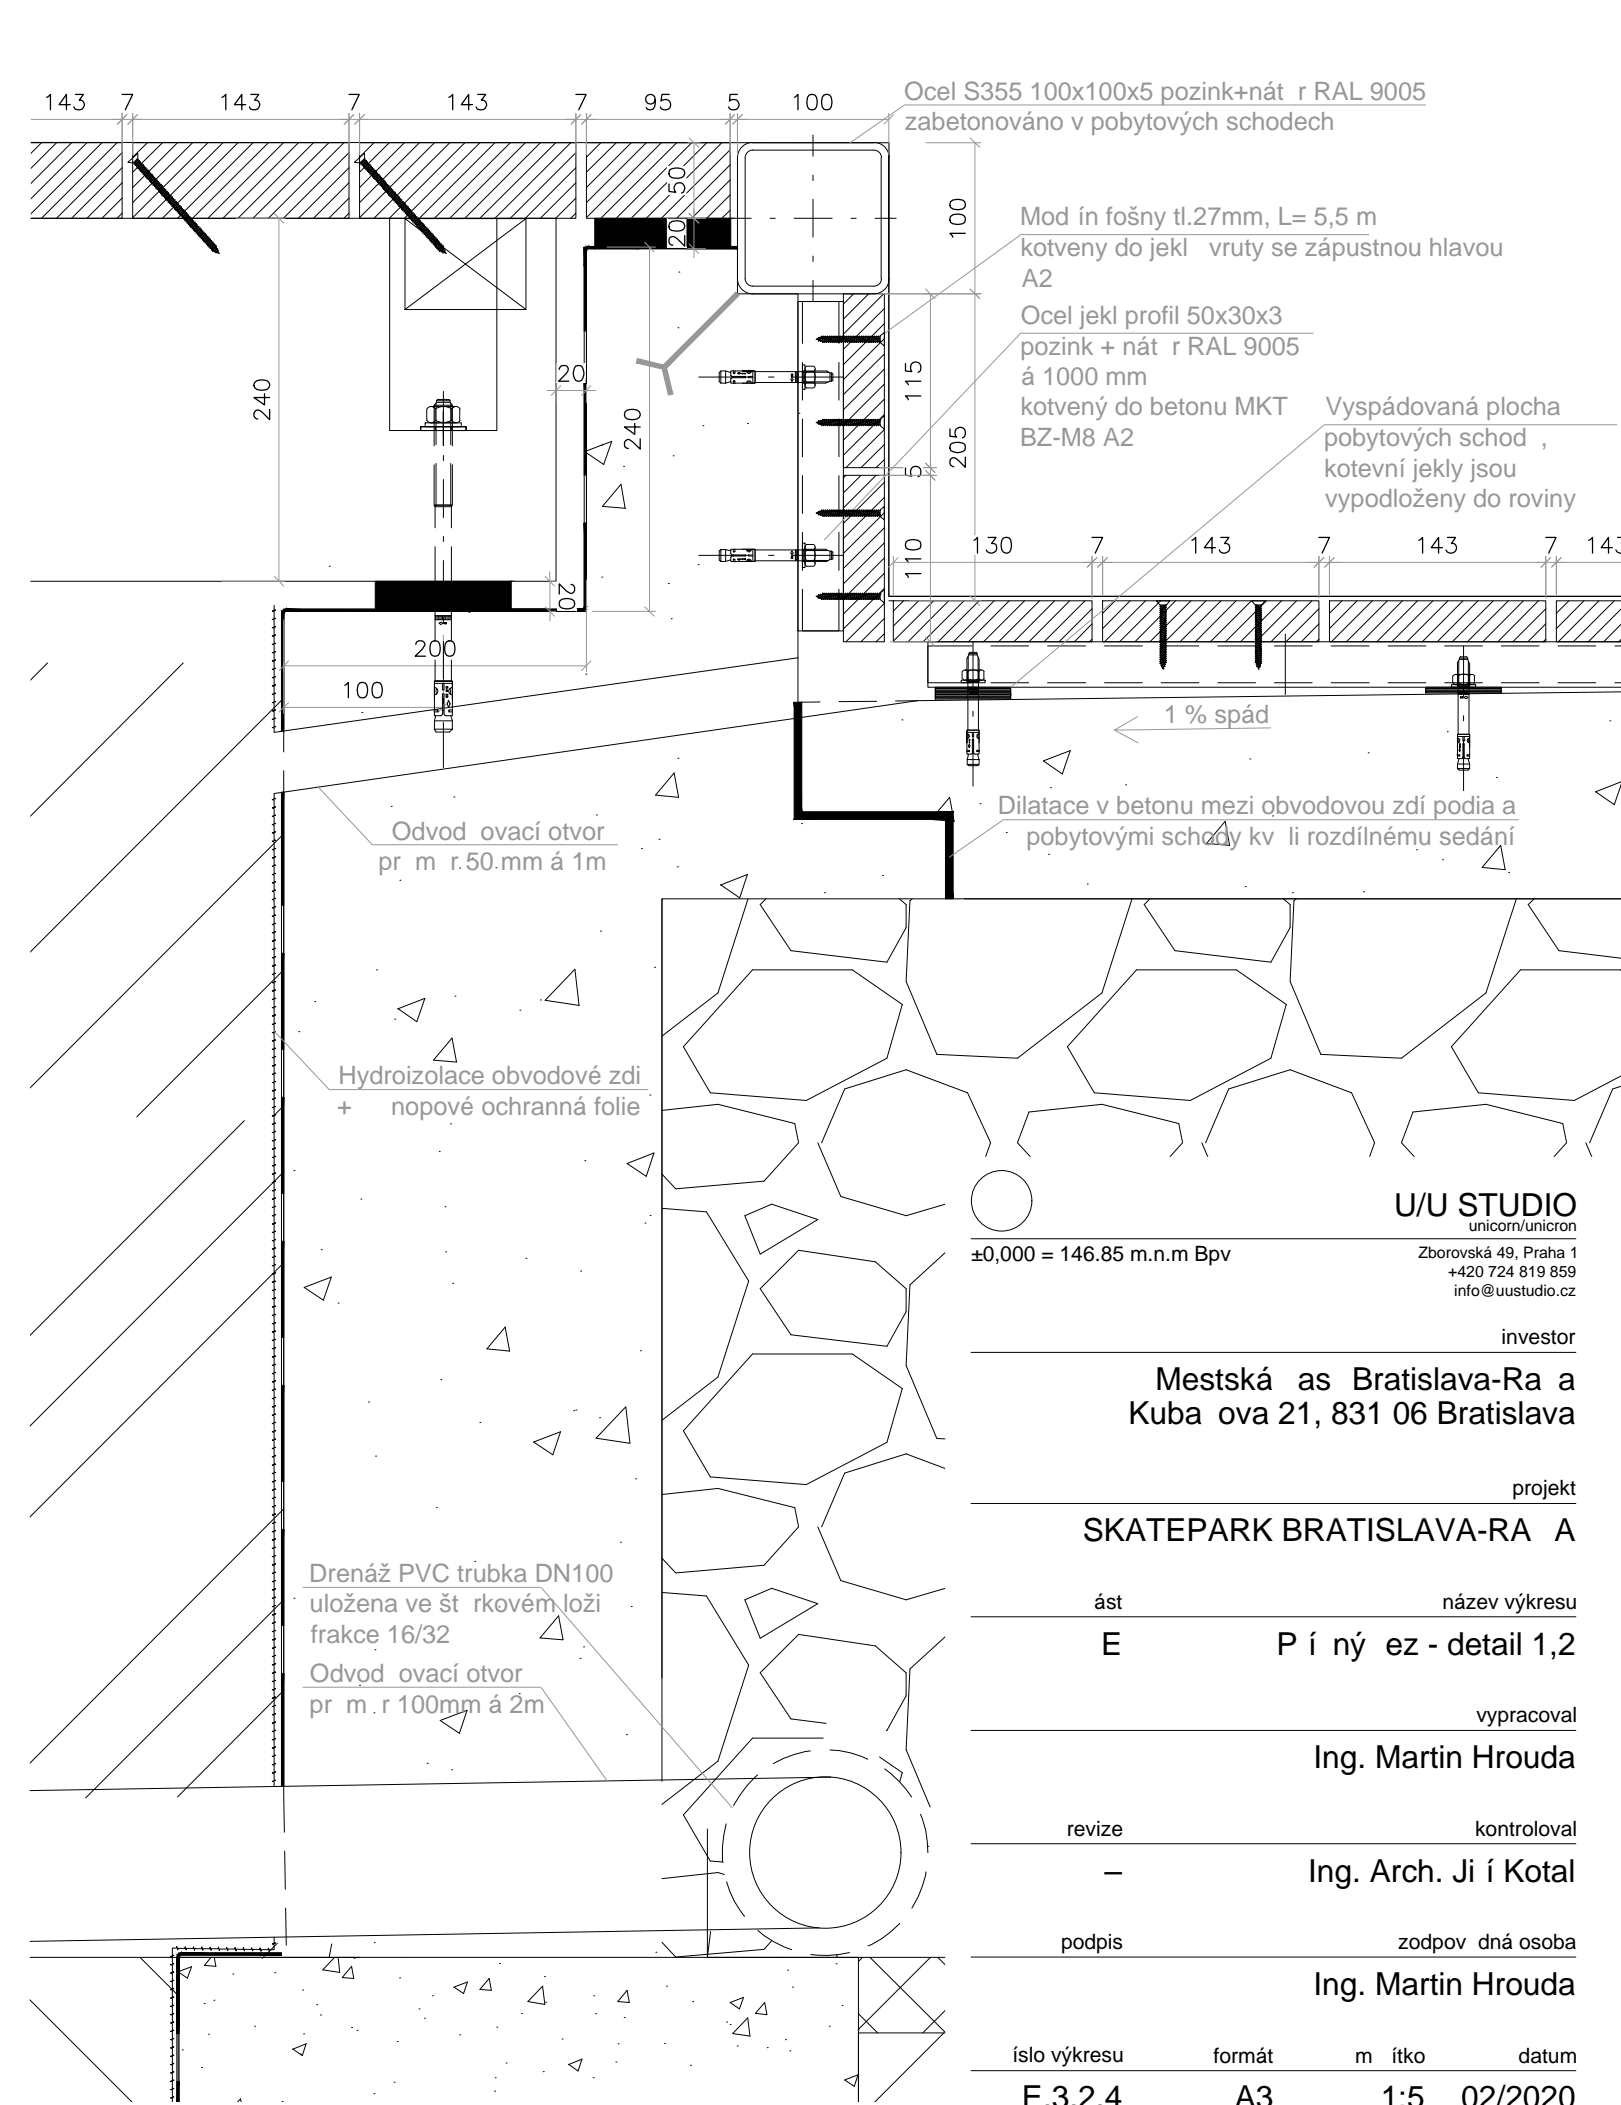 143 7 143 7 143 7 95 5 100
Ocel S355 100x100x5 pozink+nát r RAL 9005
zabetonováno v pobytových schodech
50
20
100
Mod ín fošny tl.27mm, L= 5,5 m
kotveny do jekl vruty se zápustnou hlavou
A2
Ocel jekl profil 50x30x3
pozink + nát r RAL 9005
á 1000 mm
kotvený do betonu MKT
BZ-M8 A2
Vyspádovaná plocha
pobytových schod ,
kotevní jekly jsou
vypodloženy do roviny
240
20
240
115
205
5
110
130 7 143 7 143 7 143
20
200
100
1 % spád
Dilatace v betonu mezi obvodovou zdí podia a
pobytovými schody kv li rozdílnému sedání
Odvod ovací otvor
pr m r 50 mm á 1m
Hydroizolace obvodové zdi
+ nopové ochranná folie
Drenáž PVC trubka DN100
uložena ve št rkovém loži
frakce 16/32
Odvod ovací otvor
pr m r 100mm á 2m
U/U STUDIO
unicorn/unicron
±0,000 = 146.85 m.n.m Bpv
Zborovská 49, Praha 1
+420 724 819 859
info@uustudio.cz
investor
Mestská as Bratislava-Ra a
Kuba ova 21, 831 06 Bratislava
projekt
SKATEPARK BRATISLAVA-RA A
ást název výkresu
E P í ný ez - detail 1,2
vypracoval
Ing. Martin Hrouda
revize kontroloval
– Ing. Arch. Ji í Kotal
podpis zodpov dná osoba
Ing. Martin Hrouda
íslo výkresu formát m ítko datum
E.3.2.4 A3 1:5 02/2020